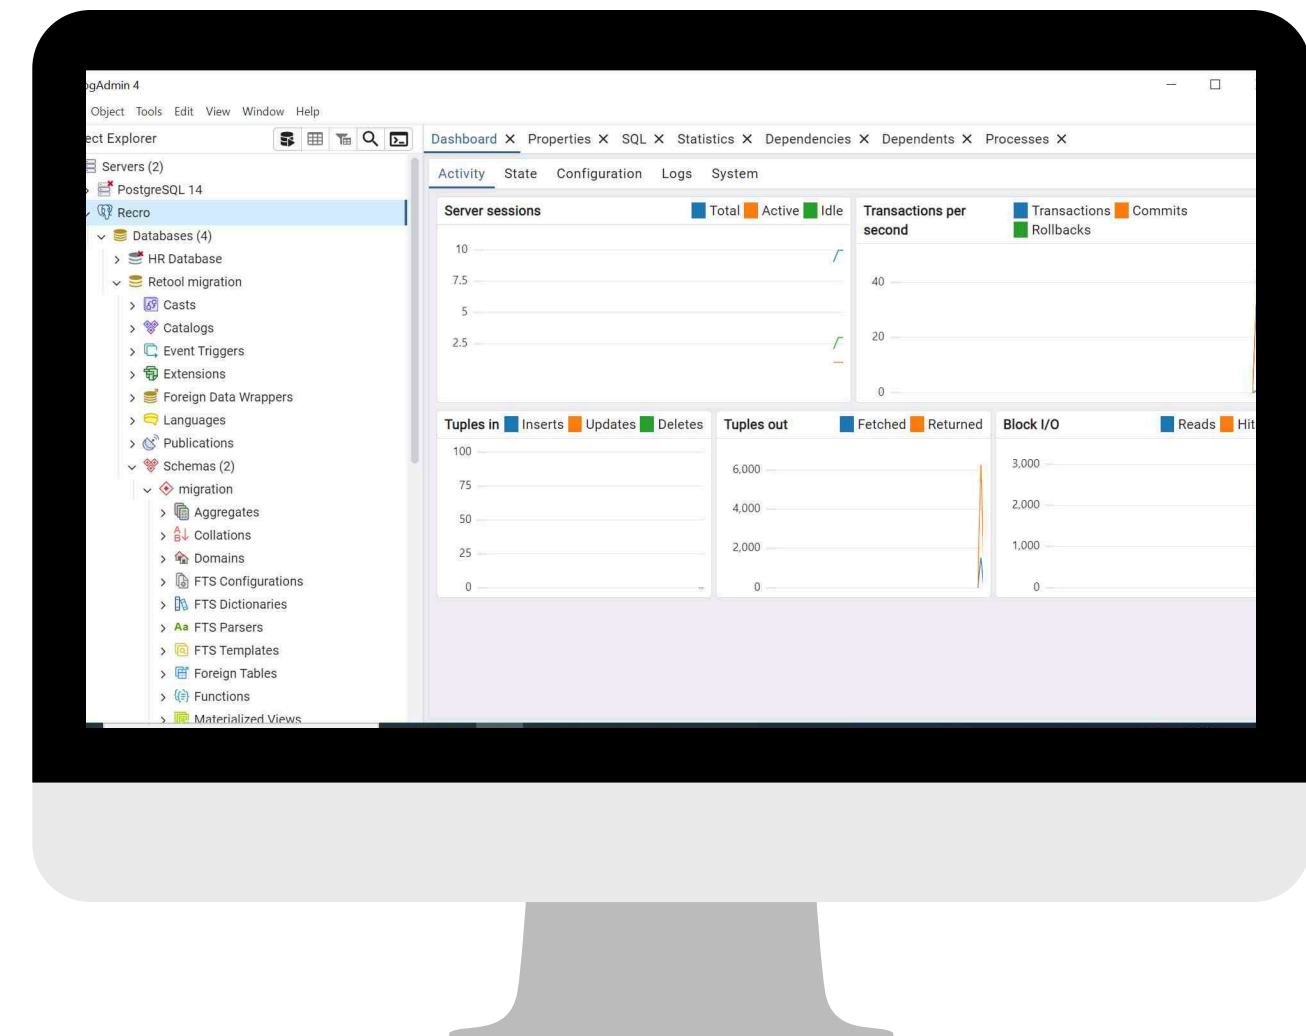 pgAdmin 4
Object Tools Edit View Window Help
ect Explorer
Dashboard Properties SQL Statistics Dependencies Dependents Processes
Servers (2)
PostgreSQL 14
Recro
Databases (4)
HR Database
Retool migration
Casts
Catalogs
Event Triggers
Extensions
Foreign Data Wrappers
Languages
Publications
Schemas (2)
migration
Aggregates
Collations
Domains
FTS Configurations
FTS Dictionaries
Aa FTS Parsers
FTS Templates
Foreign Tables
Functions
Materialized Views
Activity State Configuration Logs System
Server sessions
Total Active Idle
10
7.5
5
2.5
Transactions per
second
Transactions Commits
Rollbacks
40
20
0
Tuples in
Inserts Updates Deletes
100
75
50
25
0
Tuples out
Fetched Returned
6,000
4,000
2,000
0
Block I/O
Reads Hit
3,000
2,000
1,000
0